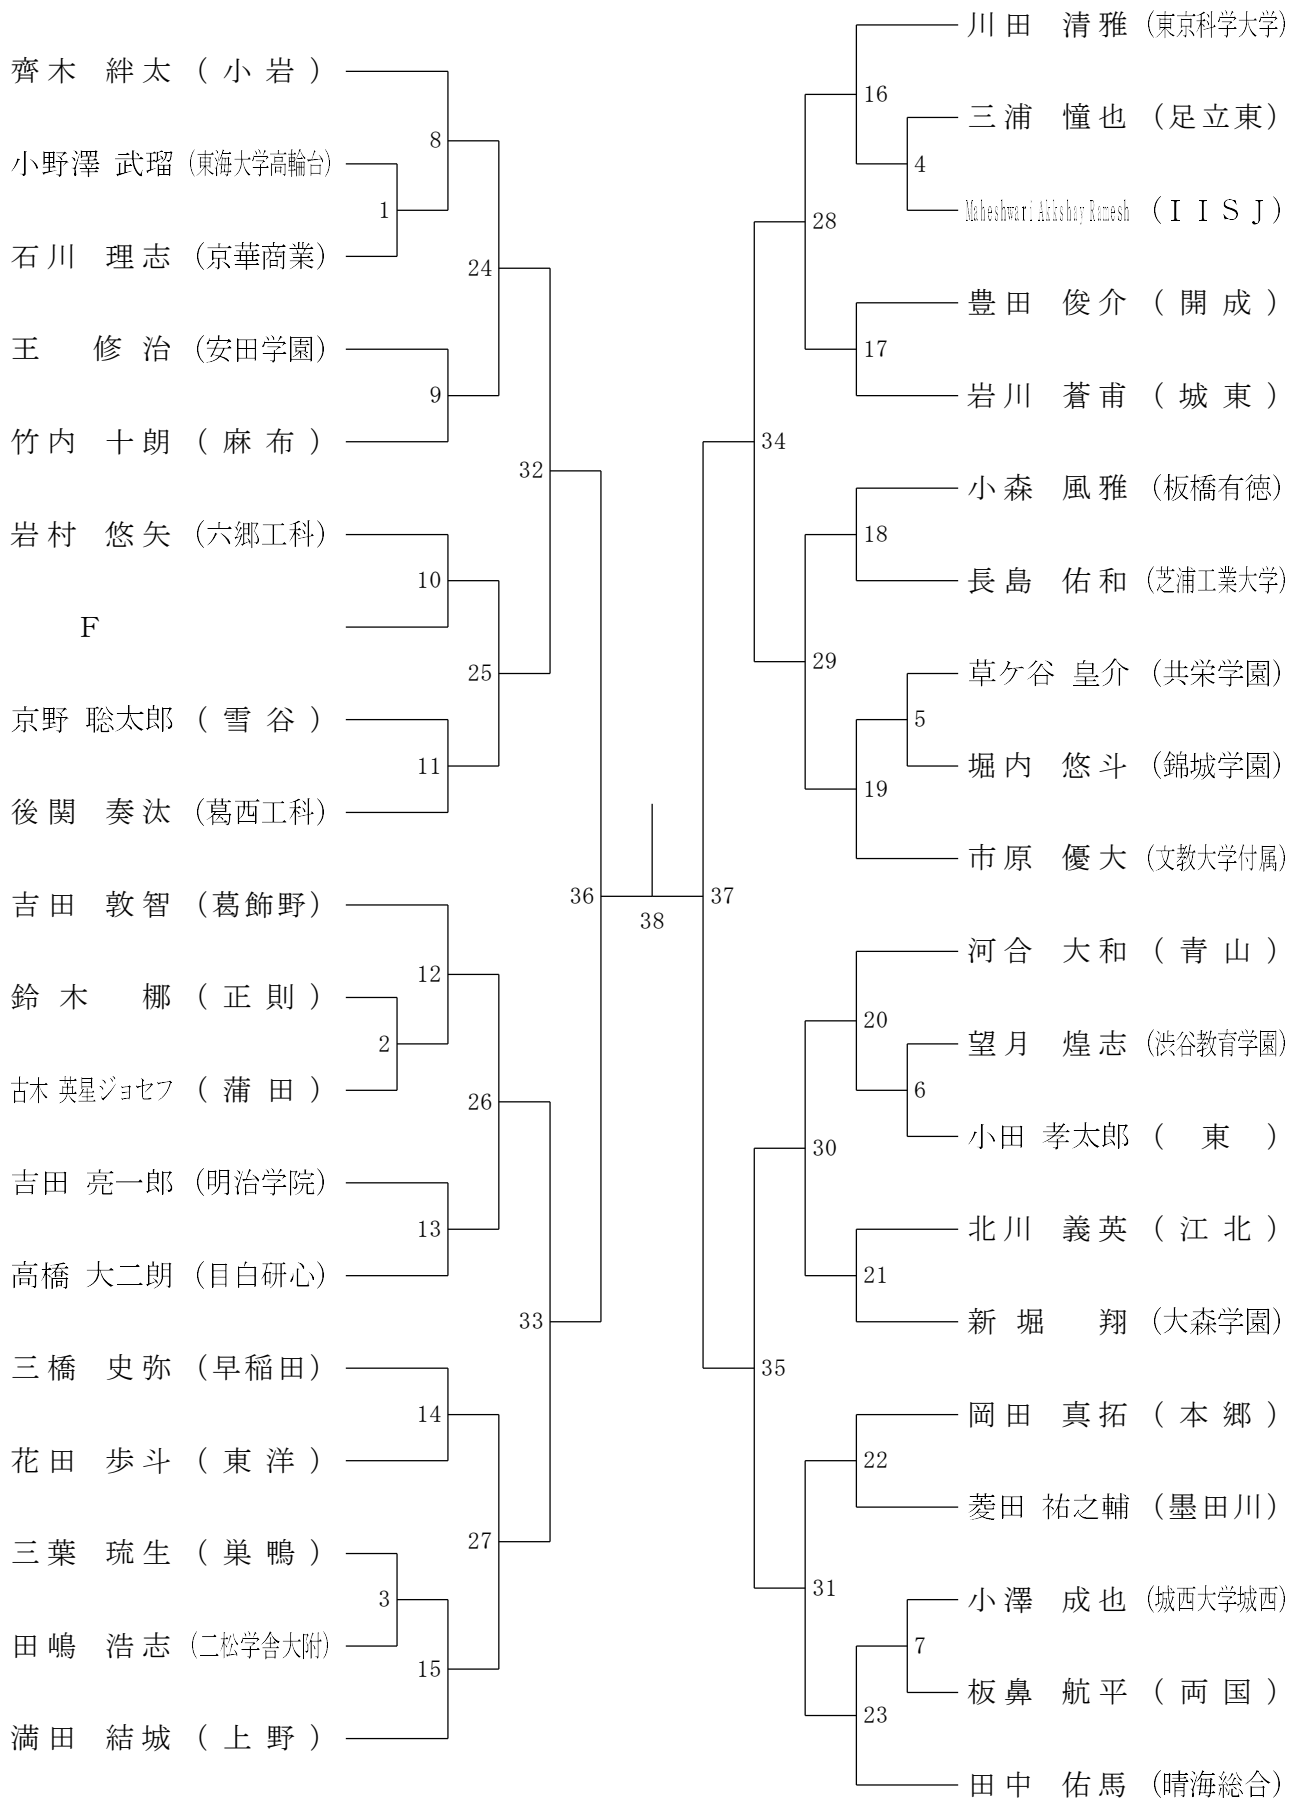 齊木 絆太 (小岩)
小野澤 武瑠 (東海大学高輪台)
石川 理志 (京華商業)
王 修治 (安田学園)
竹内 十朗 (麻布)
岩村 悠矢 (六郷工科)
F
京野 聡太郎 (雪谷)
後関 奏汰 (葛西工科)
吉田 敦智 (葛飾野)
鈴木 梛 (正則)
古木 英星ジョセフ (蒲田)
吉田 亮一郎 (明治学院)
高橋 大二朗 (目白研心)
三橋 史弥 (早稲田)
花田 歩斗 (東洋)
三葉 琉生 (巣鴨)
田嶋 浩志 (二松学舎大附)
満田 結城 (上野)
1
2
3
8
9
10
11
12
13
14
15
24
25
26
27
32
33
36
38
37
34
35
28
29
30
31
16
17
18
19
20
21
22
23
4
5
6
7
川田 清雅 (東京科学大学)
三浦 憧也 (足立東)
Maheshwari Akkshay Ramesh (IISJ)
豊田 俊介 (開成)
岩川 蒼甫 (城東)
小森 風雅 (板橋有徳)
長島 佑和 (芝浦工業大学)
草ケ谷 皇介 (共栄学園)
堀内 悠斗 (錦城学園)
市原 優大 (文教大学付属)
河合 大和 (青山)
望月 煌志 (渋谷教育学園)
小田 孝太郎 (東)
北川 義英 (江北)
新堀 翔 (大森学園)
岡田 真拓 (本郷)
菱田 祐之輔 (墨田川)
小澤 成也 (城西大学城西)
板鼻 航平 (両国)
田中 佑馬 (晴海総合)